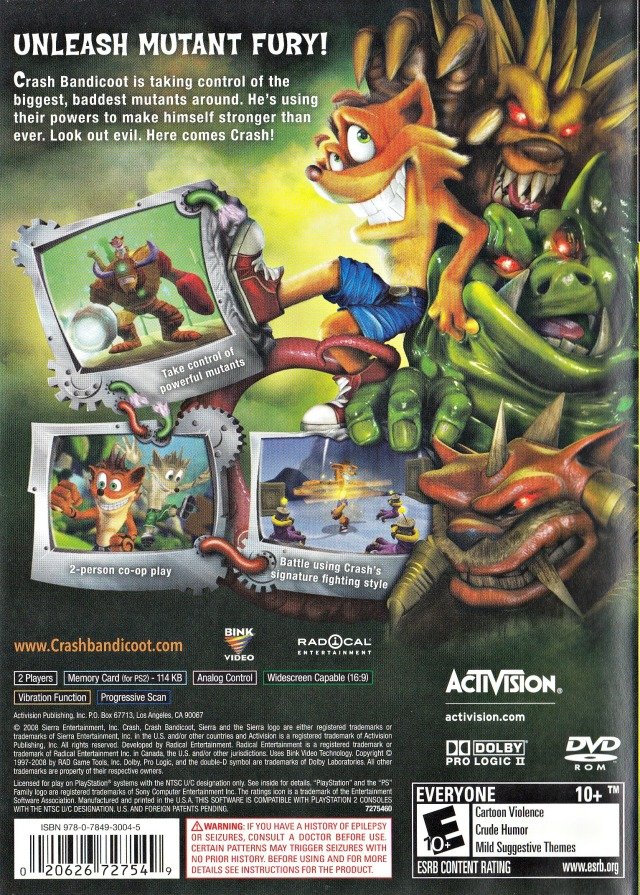 UNLEASH MUTANT FURY!
Crash Bandicoot is taking control of the
biggest, baddest mutants around. He's using
their powers to make himself stronger than
ever. Look out evil. Here comes Crash!
Take control of
powerful mutants
2-person co-op play
Battle using Crash's
signature fighting style
www.Crashbandicoot.com
BINK
VIDEO
RADICAL
ENTERTAINMENT
2 Players
Memory Card (for PS2) - 114 KB
Analog Control
Widescreen Capable (16:9)
Vibration Function
Progressive Scan
ACTIVISION®
activision.com
Activision Publishing, Inc. P.O. Box 67713, Los Angeles, CA 90067
© 2008 Sierra Entertainment, Inc. Crash, Crash Bandicoot, Sierra and the Sierra logo are either registered trademarks or
trademarks of Sierra Entertainment, Inc. in the U.S. and/or other countries and Activision is a registered trademark of Activision
Publishing, Inc. All rights reserved. Developed by Radical Entertainment. Radical Entertainment is a registered trademark or
trademark of Radical Entertainment Inc. in Canada, the U.S. and/or other jurisdictions. Uses Bink Video Technology. Copyright ©
1997-2008 by RAD Game Tools, Inc. Dolby, Pro Logic, and the double-D symbol are trademarks of Dolby Laboratories. All other
trademarks are property of their respective owners.
Licensed for play on PlayStation® systems with the NTSC U/C designation only. See inside for details. "PlayStation" and the "PS"
Family logo are registered trademarks of Sony Computer Entertainment Inc. The ratings icon is a trademark of the Entertainment
Software Association. Manufactured and printed in the U.S.A. THIS SOFTWARE IS COMPATIBLE WITH PLAYSTATION 2 CONSOLES
WITH THE NTSC U/C DESIGNATION. U.S. AND FOREIGN PATENTS PENDING.
7275460
DOLBY
PRO LOGIC II
DVD
ROM
ISBN 978-0-7849-3004-5
0 20626 72754 9
WARNING: IF YOU HAVE A HISTORY OF EPILEPSY
OR SEIZURES, CONSULT A DOCTOR BEFORE USE.
CERTAIN PATTERNS MAY TRIGGER SEIZURES WITH
NO PRIOR HISTORY. BEFORE USING AND FOR MORE
DETAILS SEE INSTRUCTIONS FOR THE PRODUCT.
EVERYONE 10+ ™
E
10+
Cartoon Violence
Crude Humor
Mild Suggestive Themes
ESRB CONTENT RATING www.esrb.org